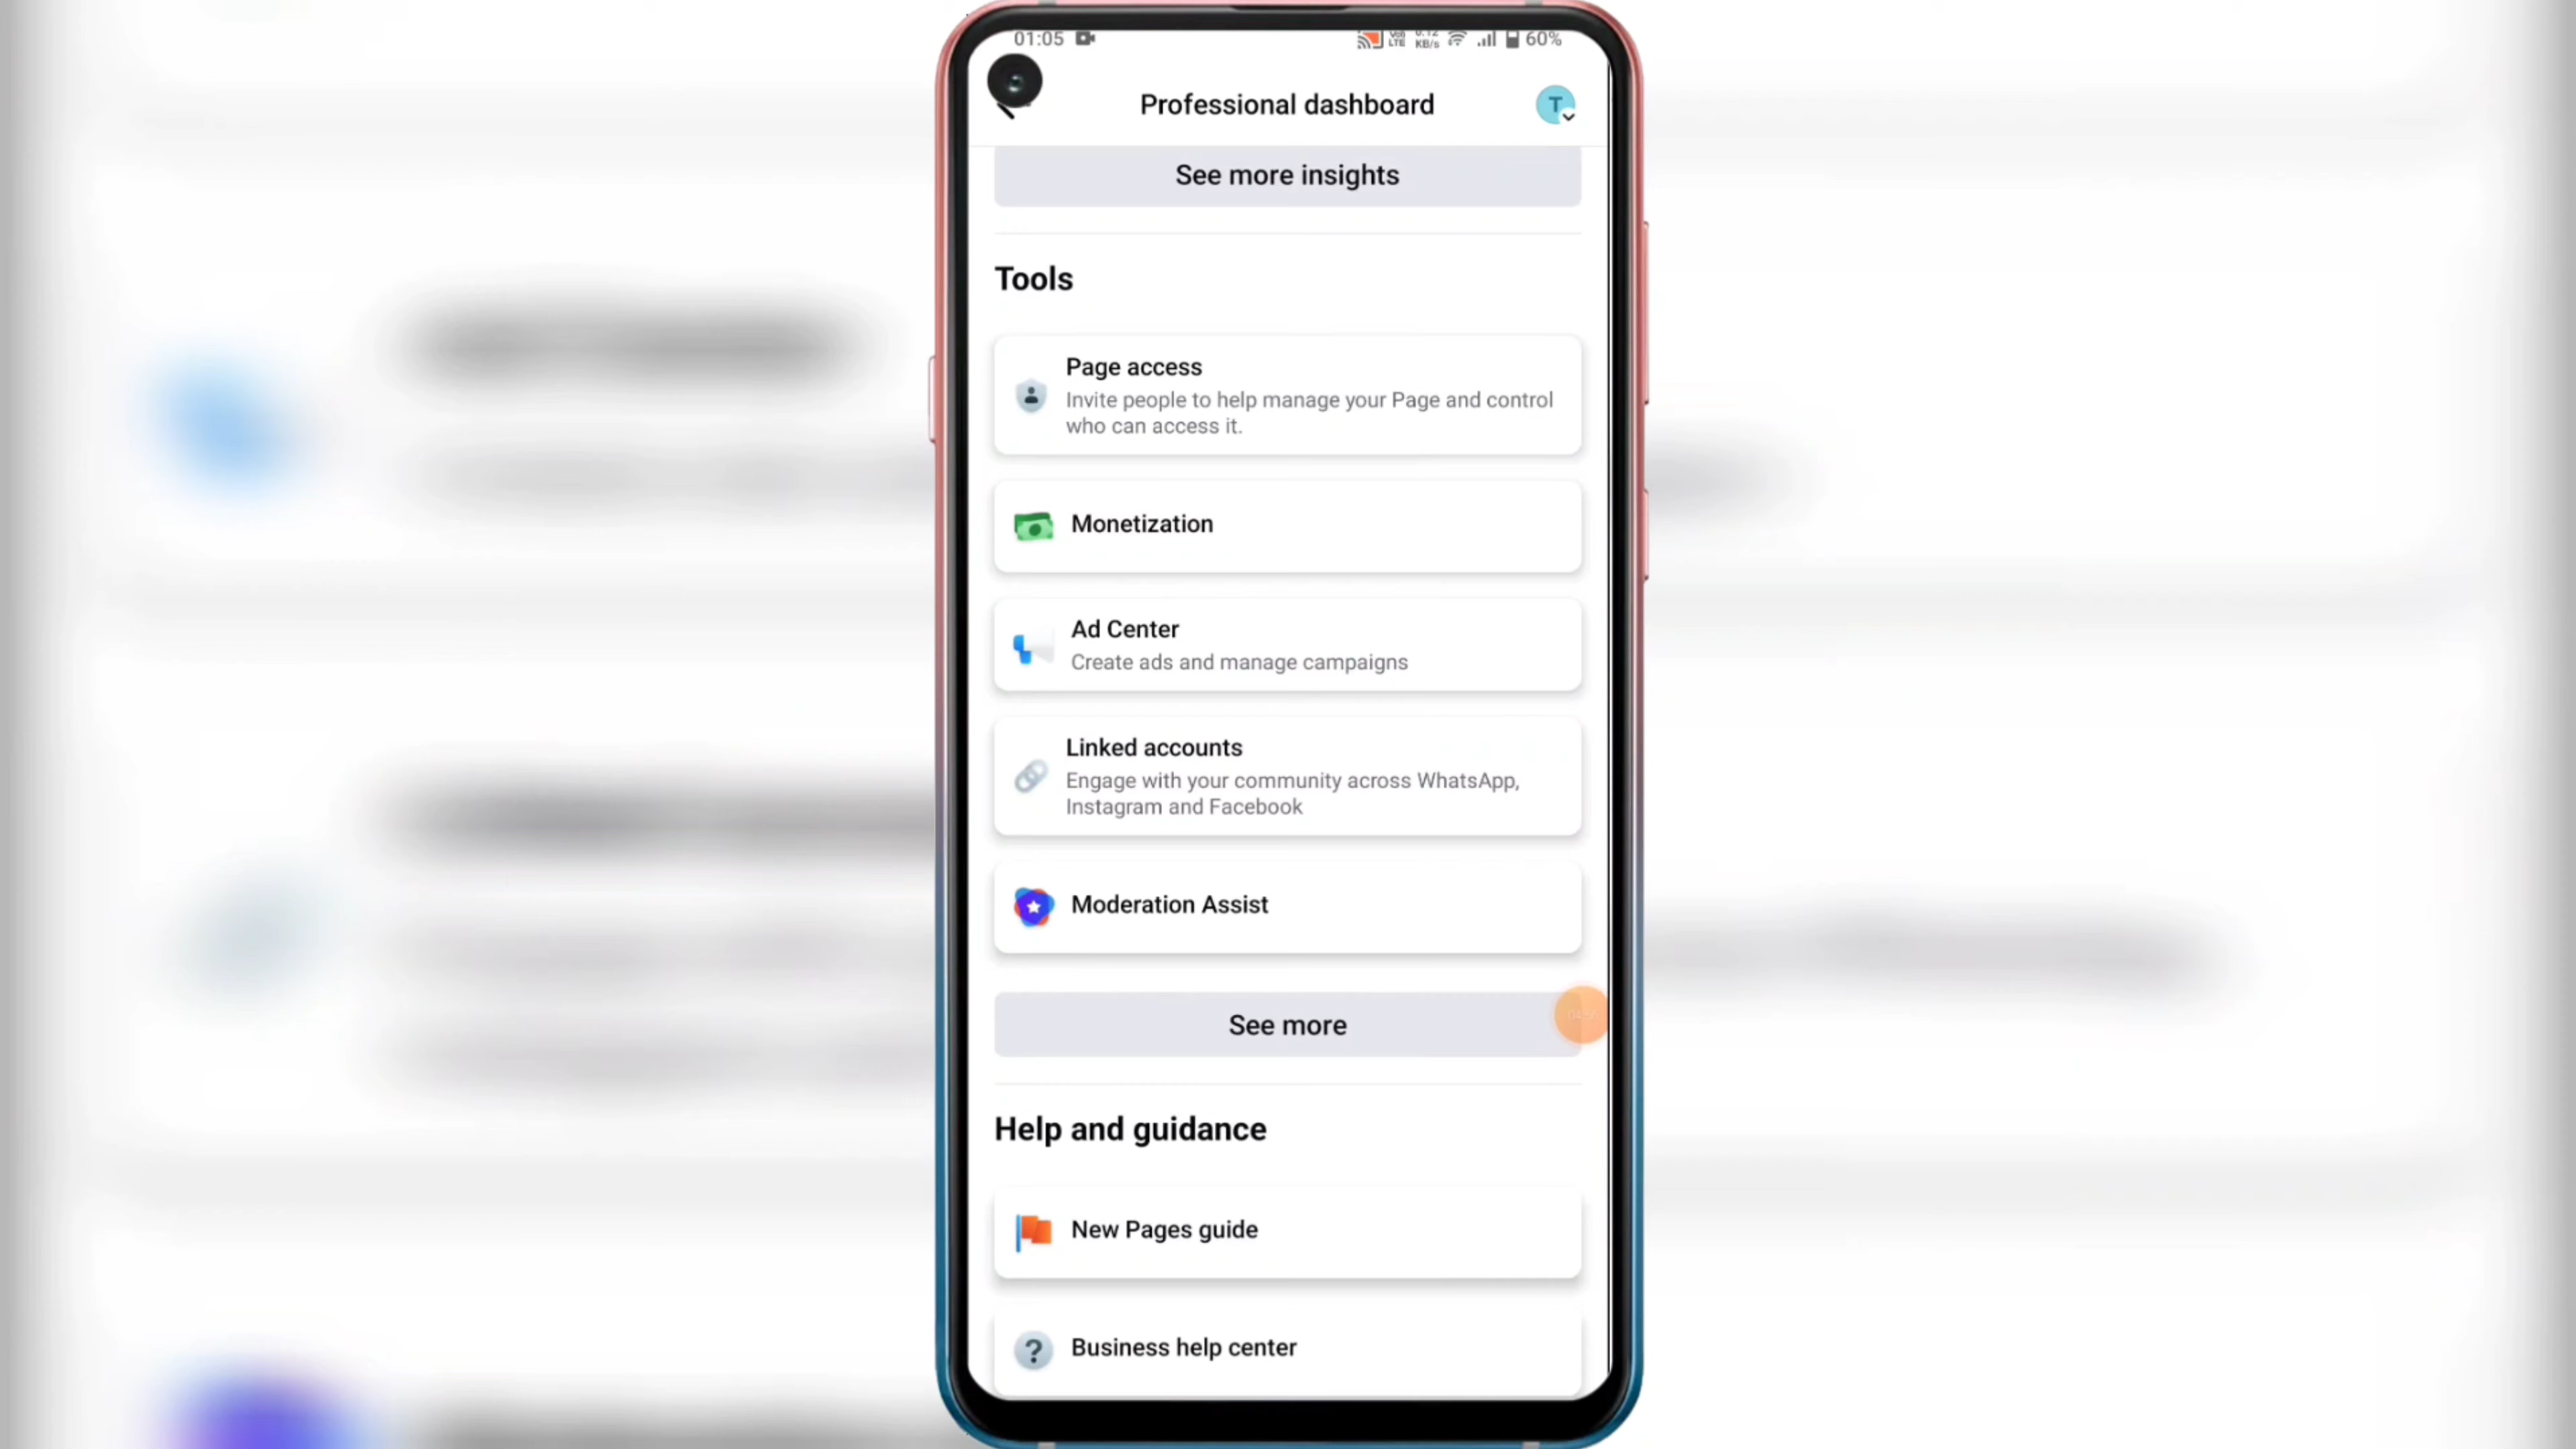 01:05
LTE
KB/s
60%
Professional dashboard
T
See more insights
Tools
Page access
Invite people to help manage your Page and control
who can access it.
Monetization
Ad Center
Create ads and manage campaigns
Linked accounts
Engage with your community across WhatsApp,
Instagram and Facebook
Moderation Assist
See more
Help and guidance
New Pages guide
? Business help center